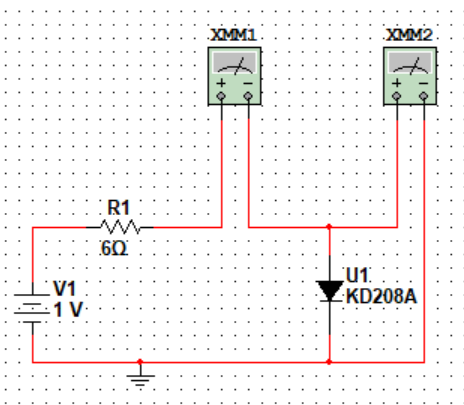 XMM1
XMM2
+ -
+ -
R1
6Ω
V1
1 V
U1
KD208A